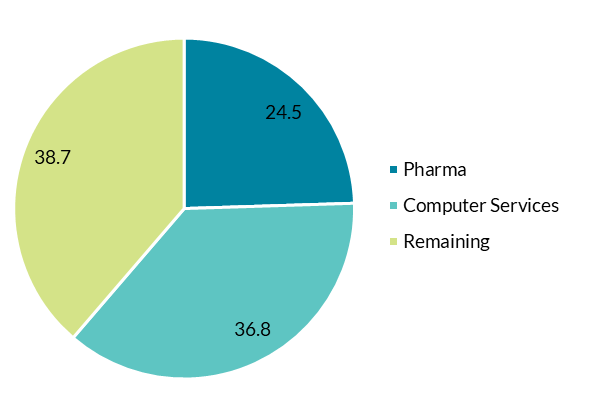 24.5
38.7
36.8
Pharma
Computer Services
Remaining